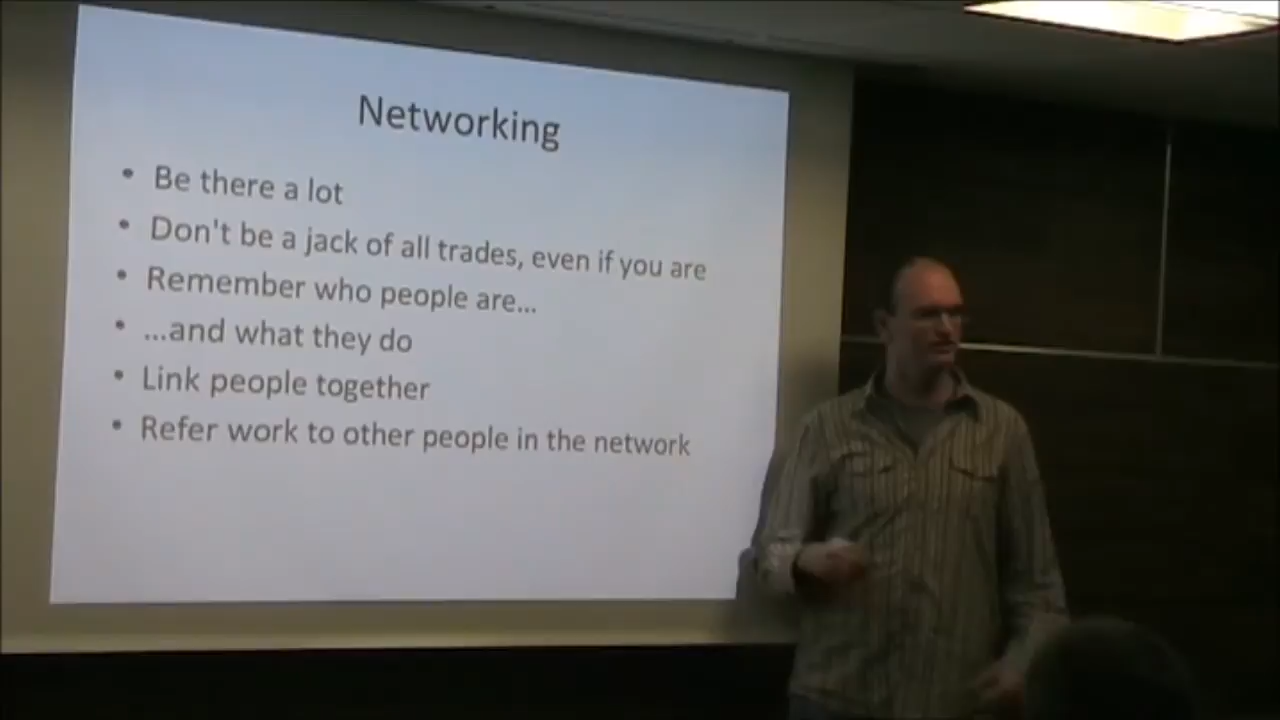 Networking
• Be there a lot
• Don't be a jack of all trades, even if you are
• Remember who people are...
• ...and what they do
• Link people together
• Refer work to other people in the network